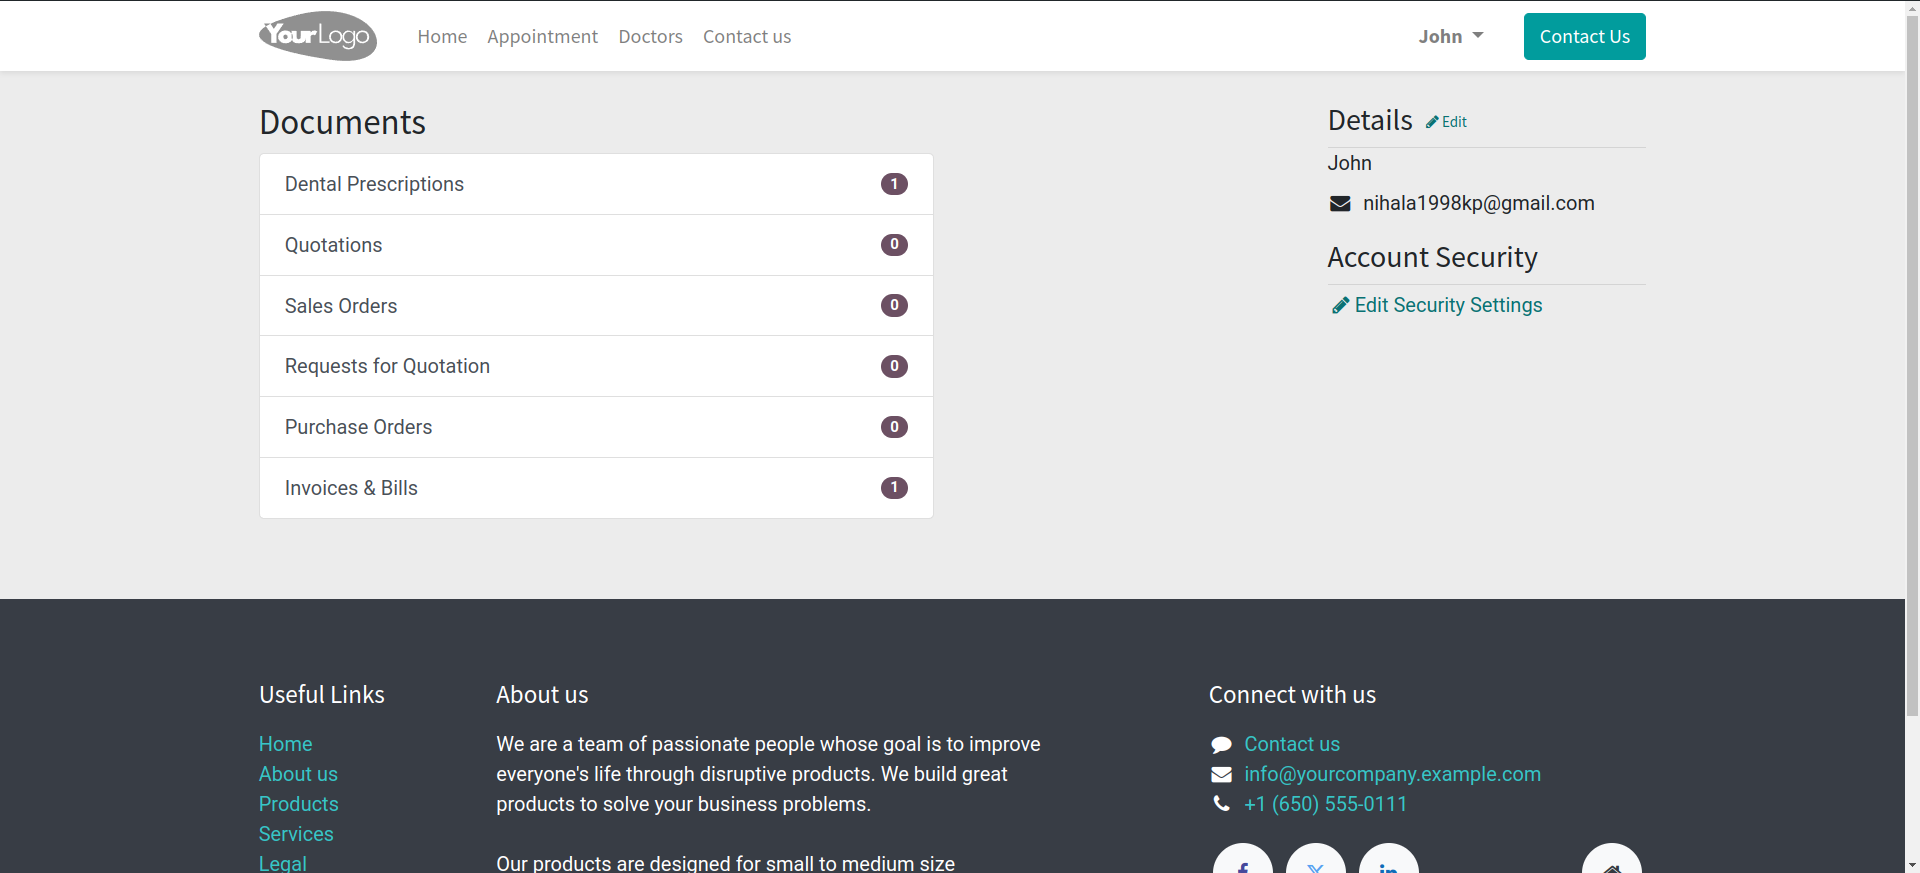 YourLogo
Home Appointment Doctors Contact us John Contact Us
Documents
Dental Prescriptions 1
Quotations 0
Sales Orders 0
Requests for Quotation 0
Purchase Orders 0
Invoices & Bills 1
Details Edit
John
nihala1998kp@gmail.com
Account Security
Edit Security Settings
Useful Links
Home
About us
Products
Services
Legal
About us
We are a team of passionate people whose goal is to improve
everyone's life through disruptive products. We build great
products to solve your business problems.
Our products are designed for small to medium size
Connect with us
Contact us
info@yourcompany.example.com
+1 (650) 555-0111